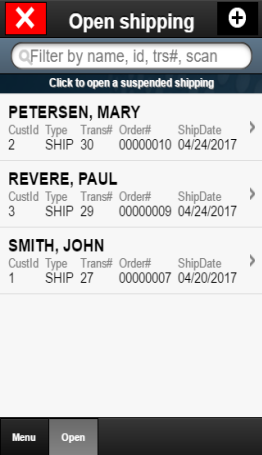 Open shipping
Filter by name, id, trs#, scan
Click to open a suspended shipping
PETERSEN, MARY
CustId Type Trans# Order# ShipDate
2 SHIP 30 00000010 04/24/2017
REVERE, PAUL
CustId Type Trans# Order# ShipDate
3 SHIP 29 00000009 04/24/2017
SMITH, JOHN
CustId Type Trans# Order# ShipDate
1 SHIP 27 00000007 04/20/2017
Menu Open